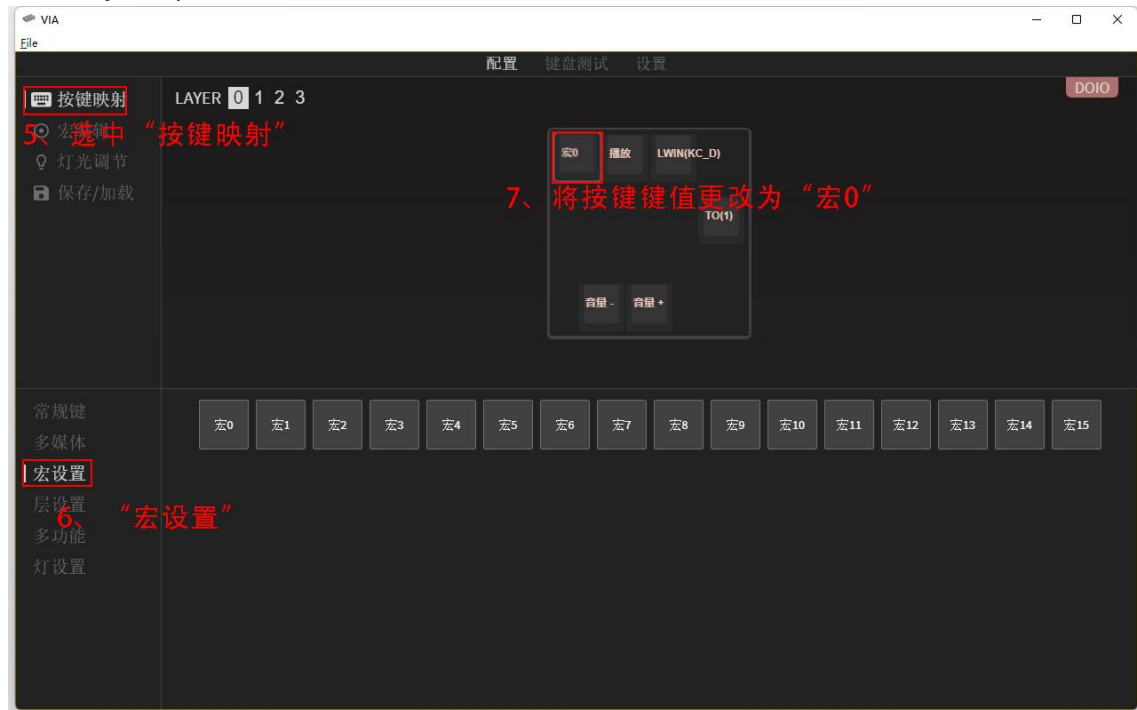 VIA
File
配置 键盘测试 设置
按键映射 LAYER 0 1 2 3 DOIO
5、选中“按键映射”
灯光调节
保存/加载
宏0 播放 LWIN(KC_D)
7、将按键键值更改为“宏0”
TO(1)
音量 - 音量 +
常规键
多媒体
宏设置
层设置
多功能
灯设置
宏0 宏1 宏2 宏3 宏4 宏5 宏6 宏7 宏8 宏9 宏10 宏11 宏12 宏13 宏14 宏15
6、“宏设置”